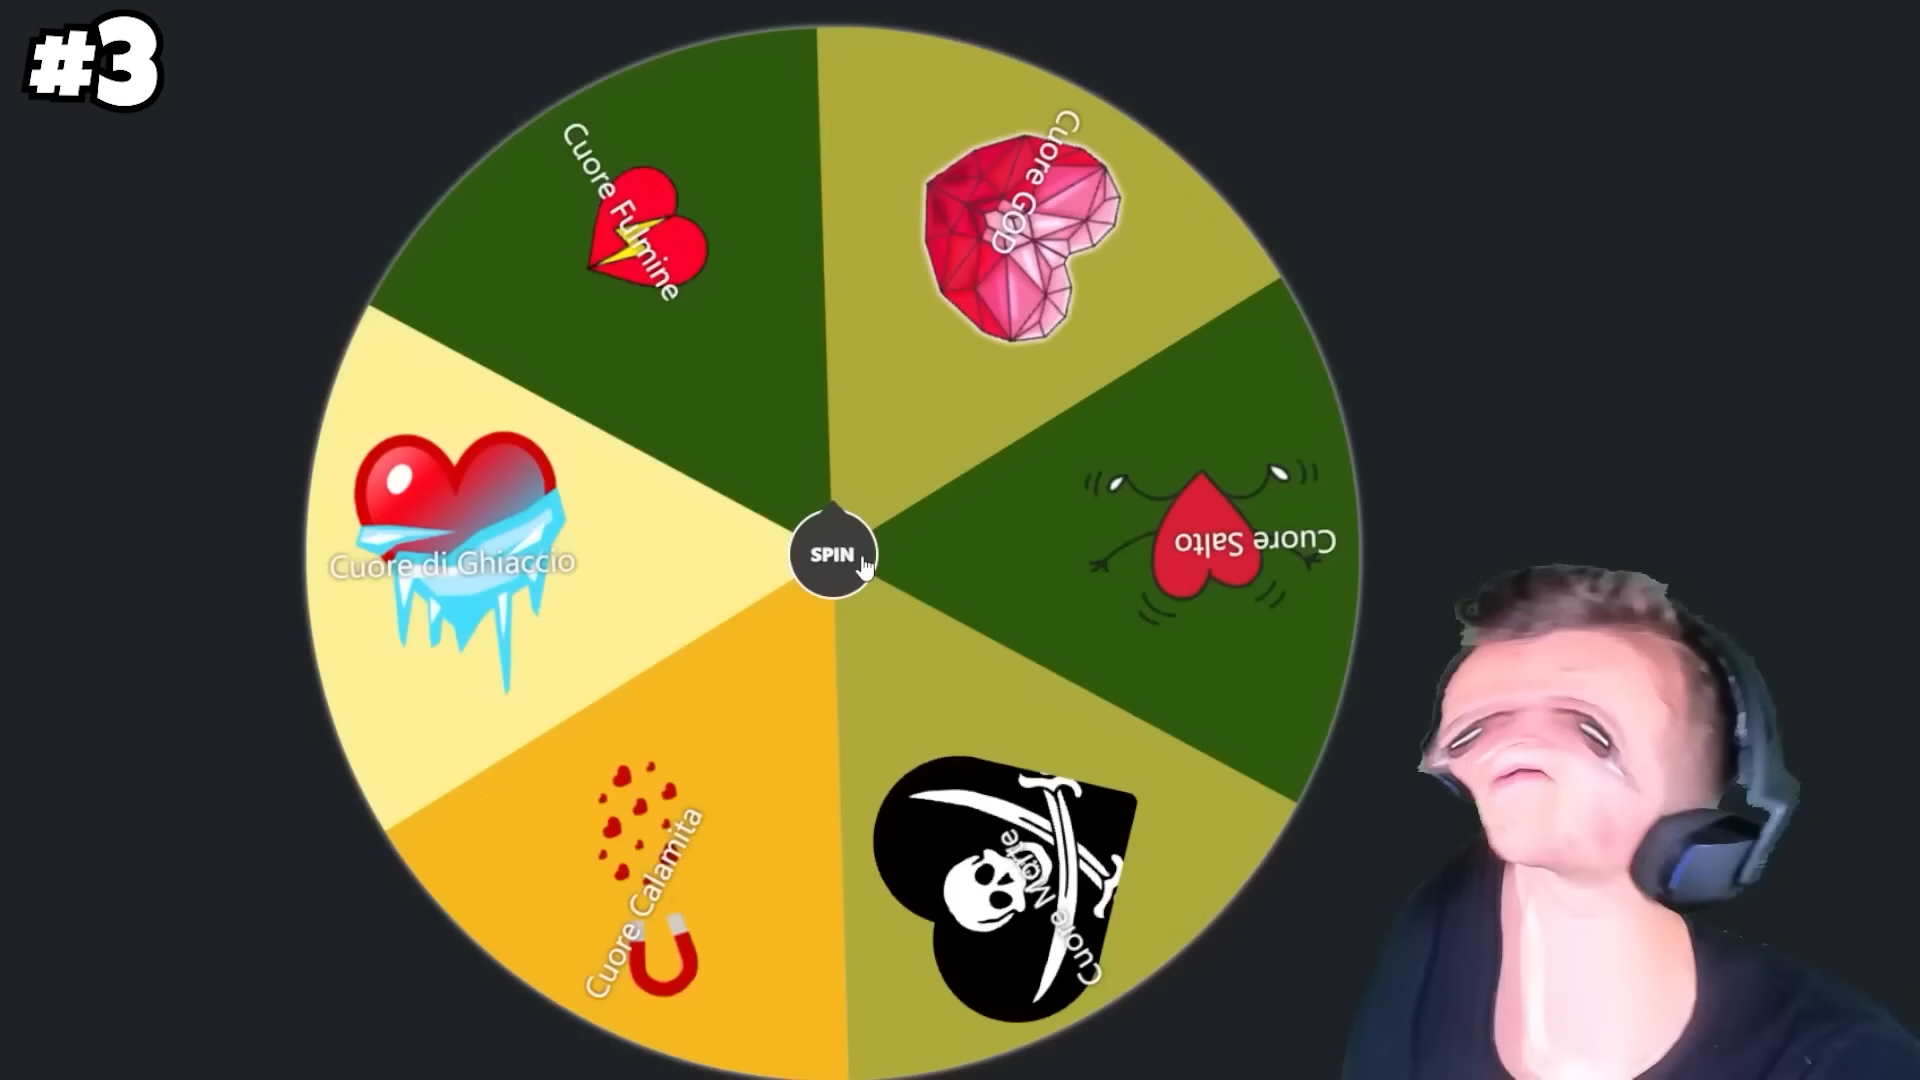 #3
Cuore Fulmine
Cuore GOD
Cuore di Ghiaccio
SPIN
Cuore Salto
Cuore Calamita
Cuore Morte